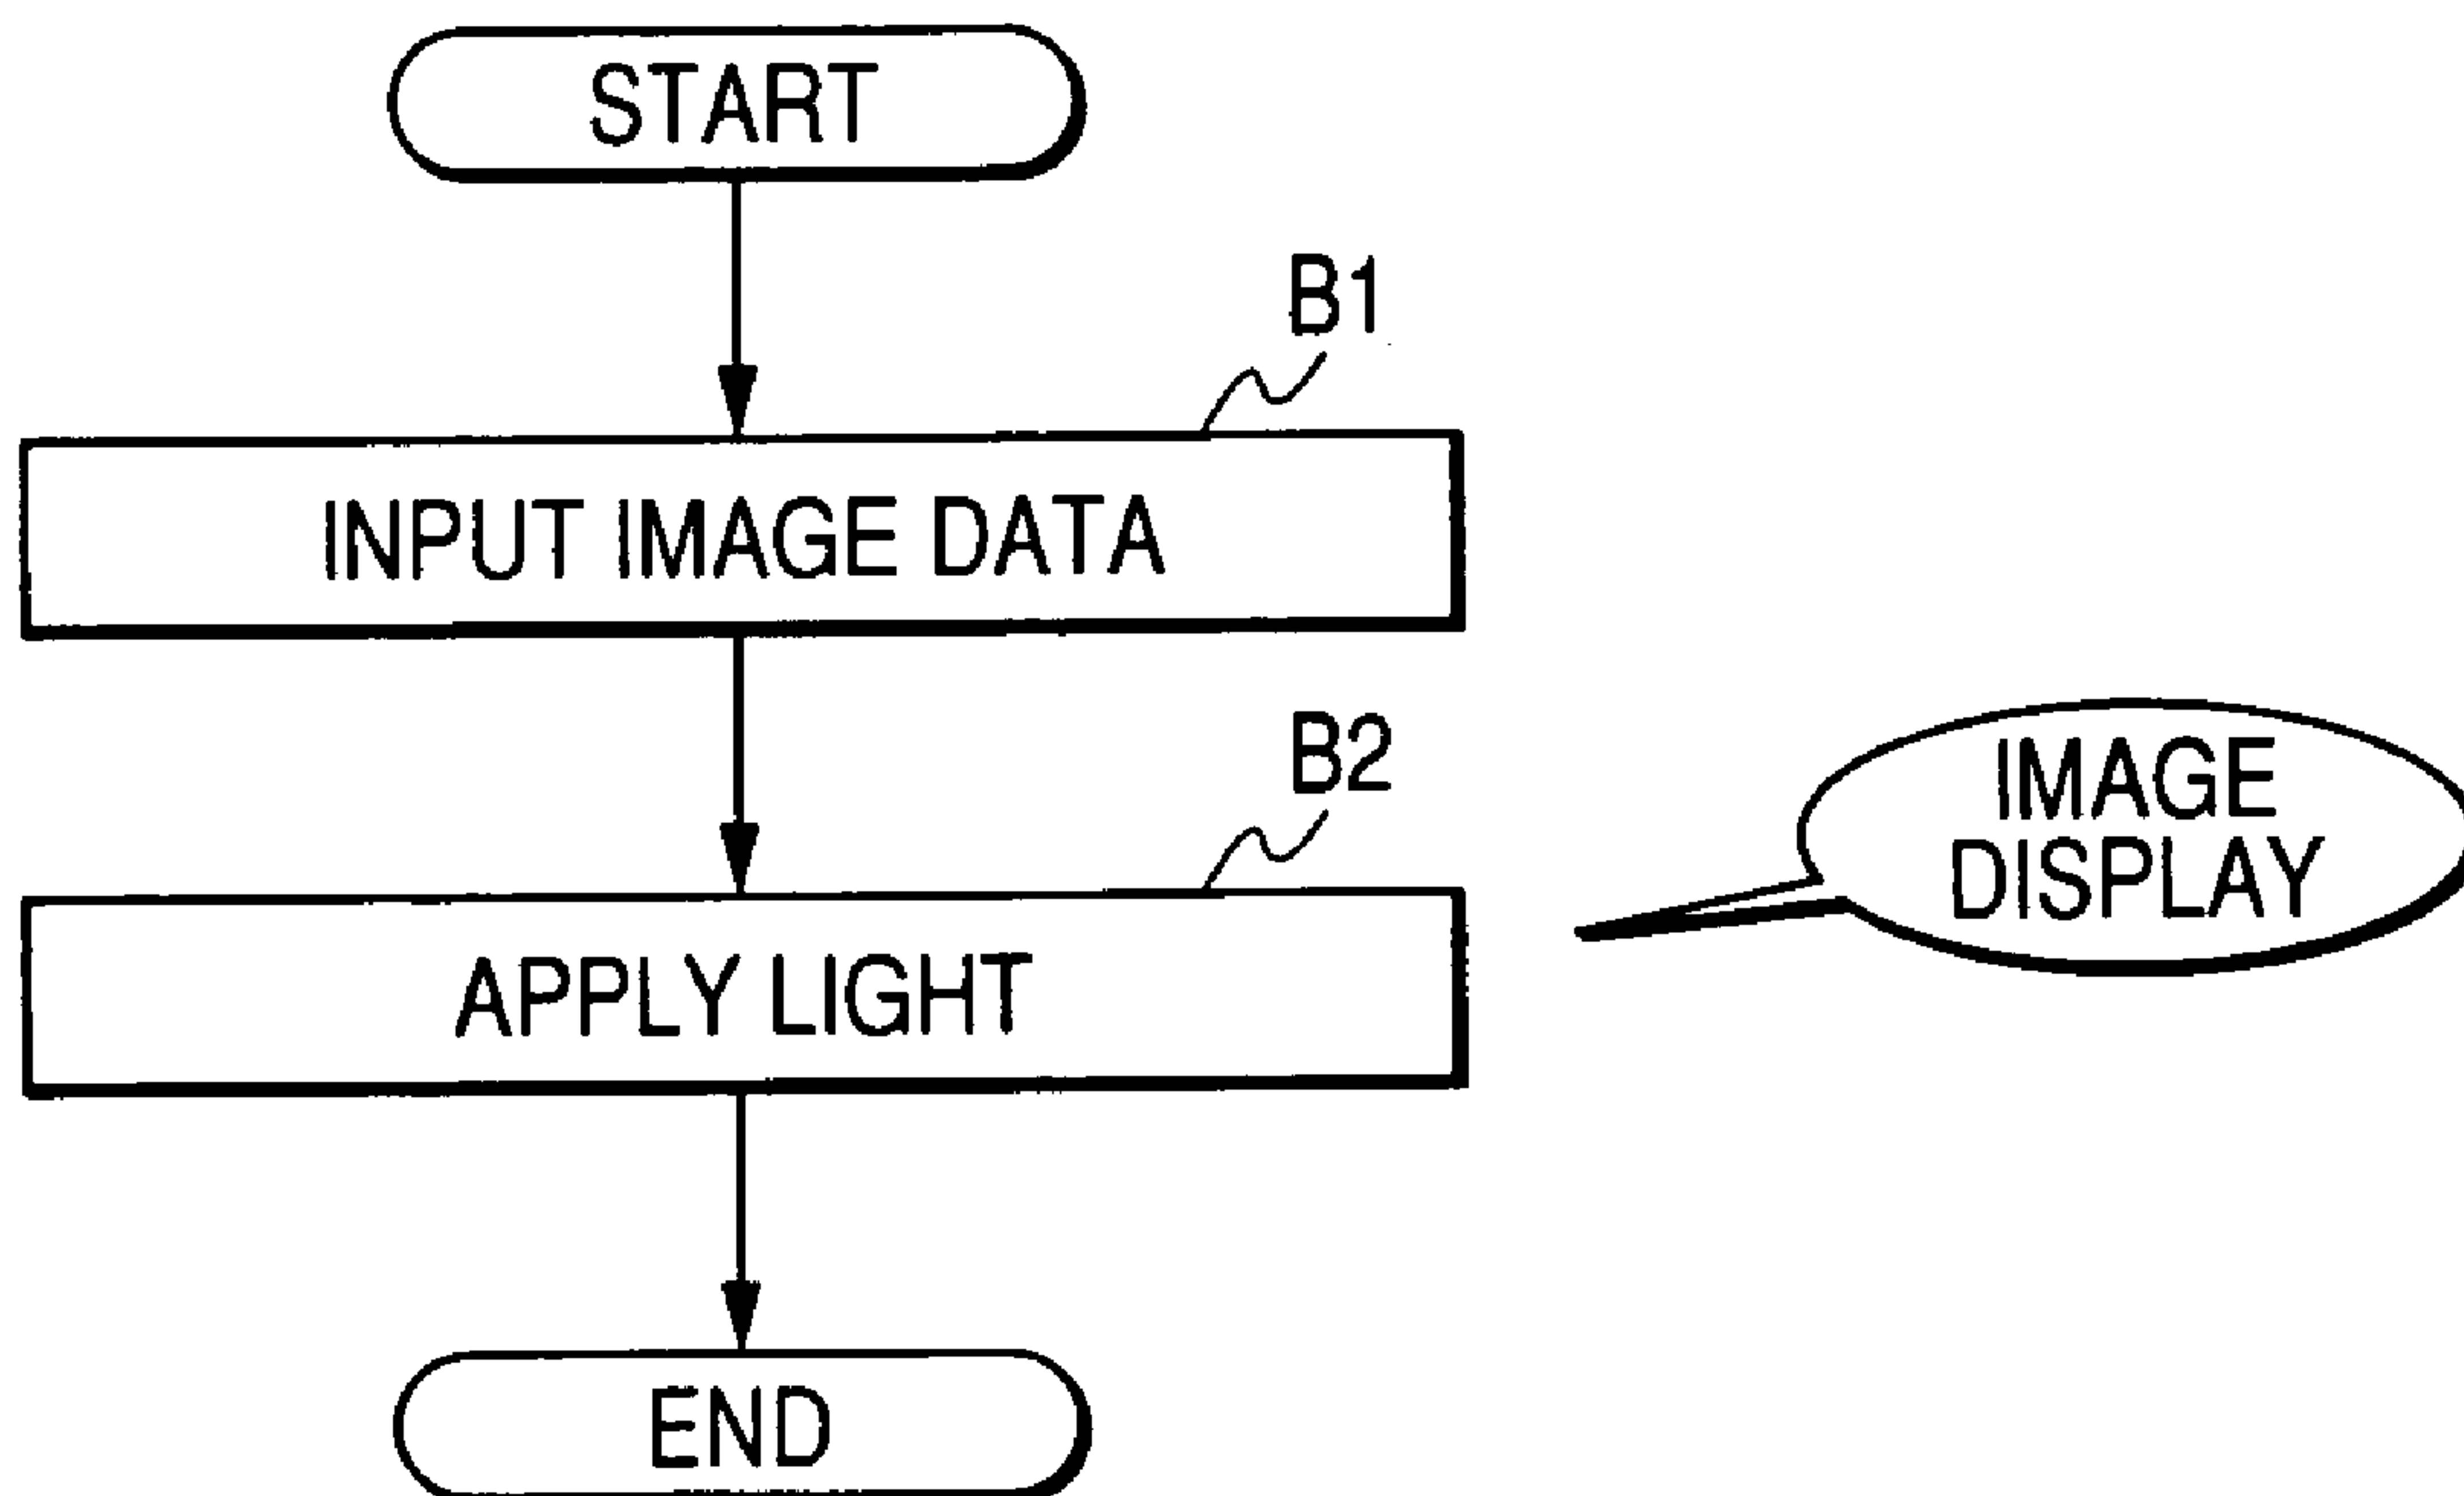 START
B1
INPUT IMAGE DATA
B2
IMAGE
DISPLAY
APPLY LIGHT
END